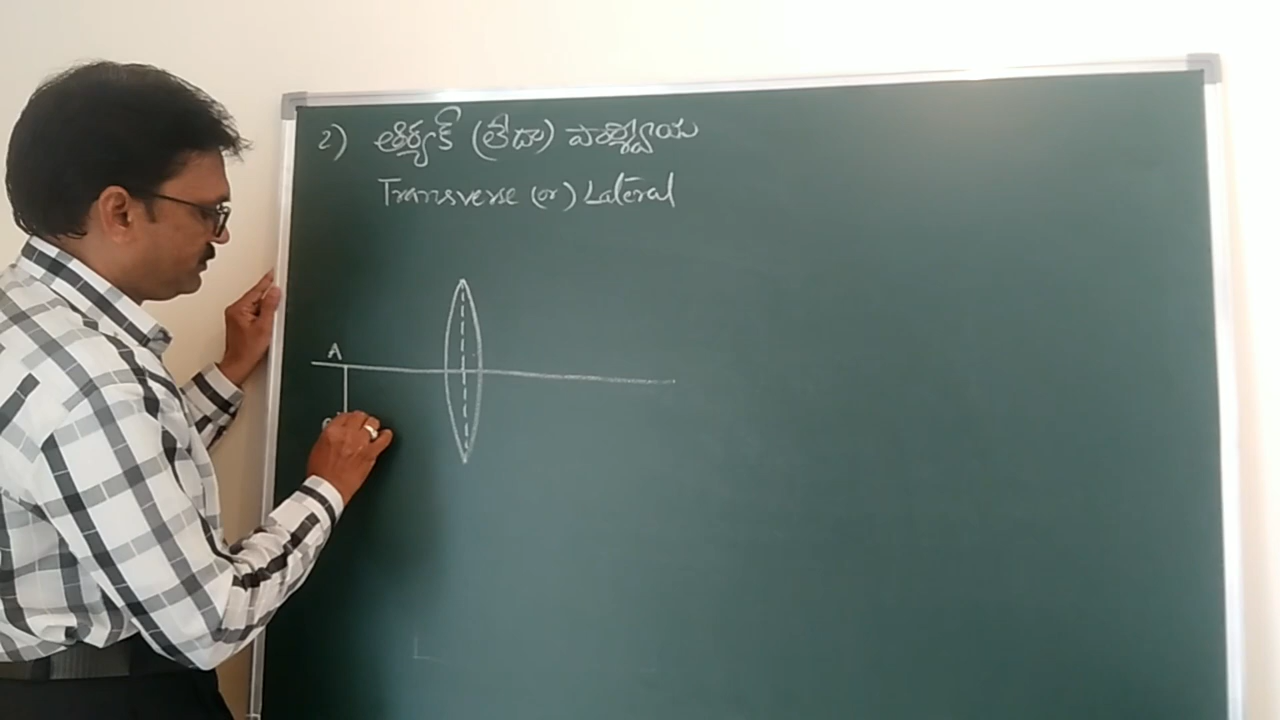 2) తిర్యక్ (లేదా) పార్శ్వీయ
Transverse (or) Lateral
A